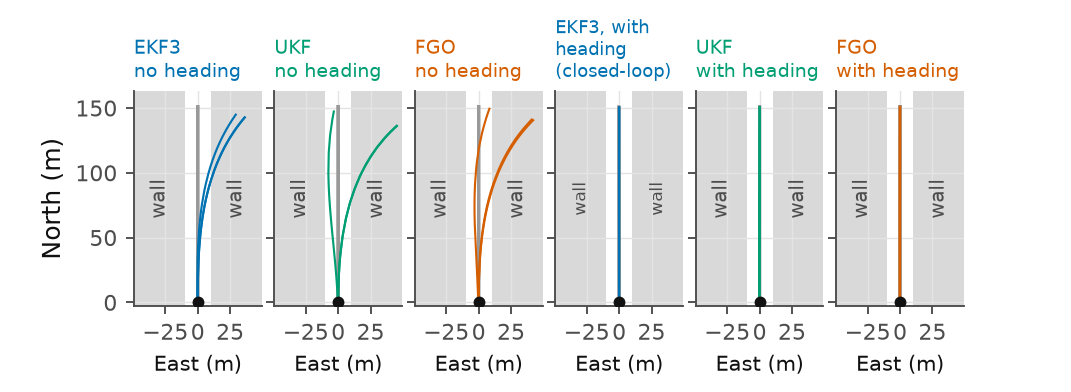 EKF3
no heading
UKF
no heading
FGO
no heading
EKF3, with
heading
(closed-loop)
UKF
with heading
FGO
with heading
North (m)
150
100
50
0
wall
wall
wall
wall
wall
wall
wall
wall
wall
wall
wall
wall
−25 0 25
−25 0 25
−25 0 25
−25 0 25
−25 0 25
−25 0 25
East (m)
East (m)
East (m)
East (m)
East (m)
East (m)